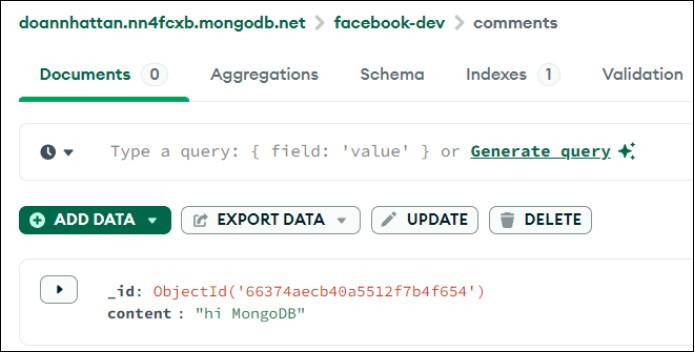 doannhattan.nn4fcxb.mongodb.net > facebook-dev > comments
Documents 0 Aggregations Schema Indexes 1 Validation
Type a query: { field: 'value' } or Generate query
ADD DATA EXPORT DATA UPDATE DELETE
_id: ObjectId('66374aecb40a5512f7b4f654')
content : "hi MongoDB"